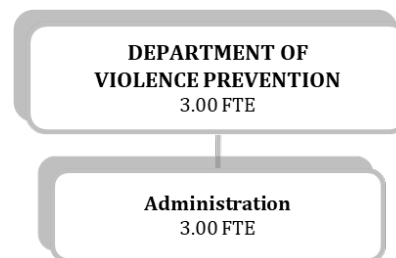 DEPARTMENT OF
VIOLENCE PREVENTION
3.00 FTE
Administration
3.00 FTE